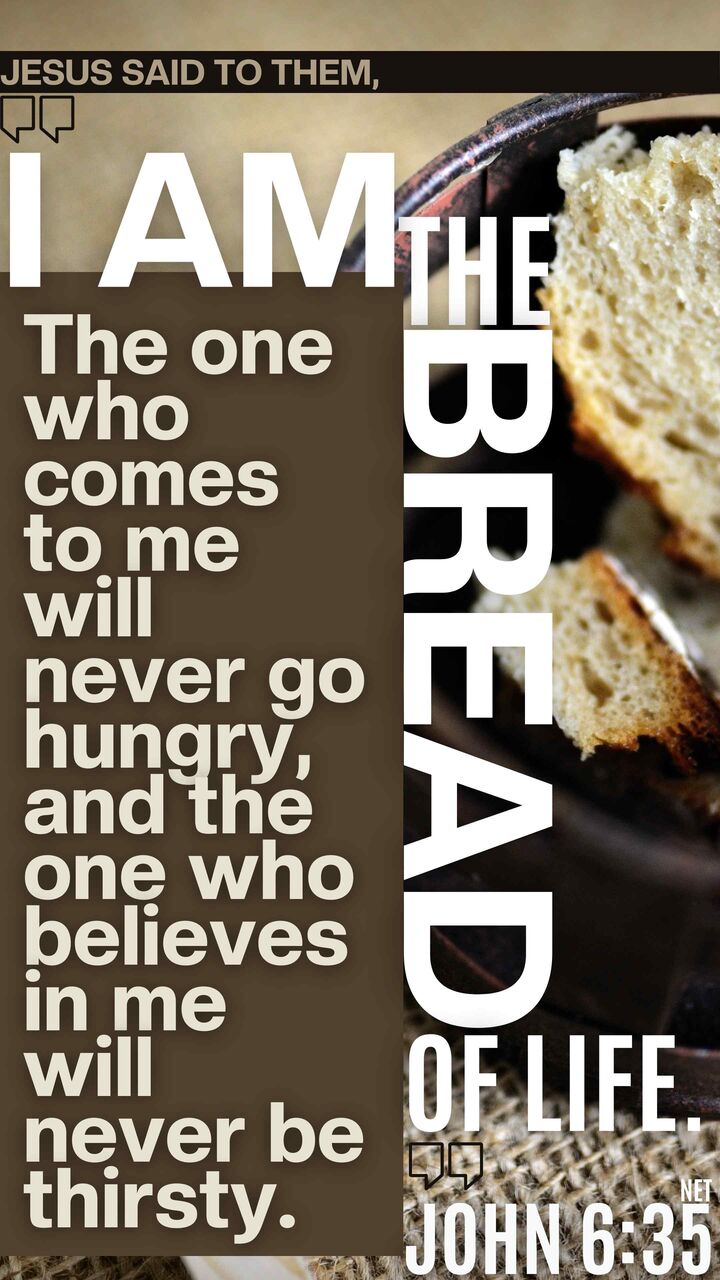 JESUS SAID TO THEM,
I AM
THE
BREAD
OF LIFE.
The one
who
comes
to me
will
never go
hungry,
and the
one who
believes
in me
will
never be
thirsty.
NET
JOHN 6:35